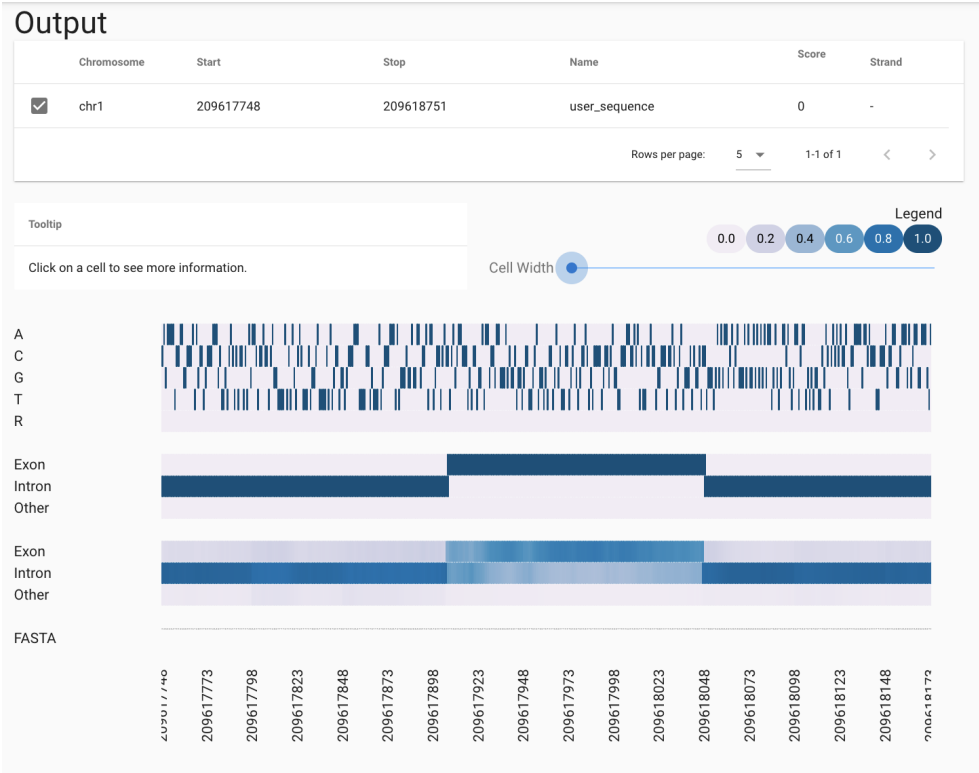 Output
Chromosome Start Stop Name Score Strand
chr1 209617748 209618751 user_sequence 0 -
Rows per page: 5 1-1 of 1
Tooltip
Click on a cell to see more information.
Legend
0.0 0.2 0.4 0.6 0.8 1.0
Cell Width
A
C
G
T
R
Exon
Intron
Other
Exon
Intron
Other
FASTA
209617748 209617773 209617798 209617823 209617848 209617873 209617898 209617923 209617948 209617973 209617998 209618023 209618048 209618073 209618098 209618123 209618148 209618173